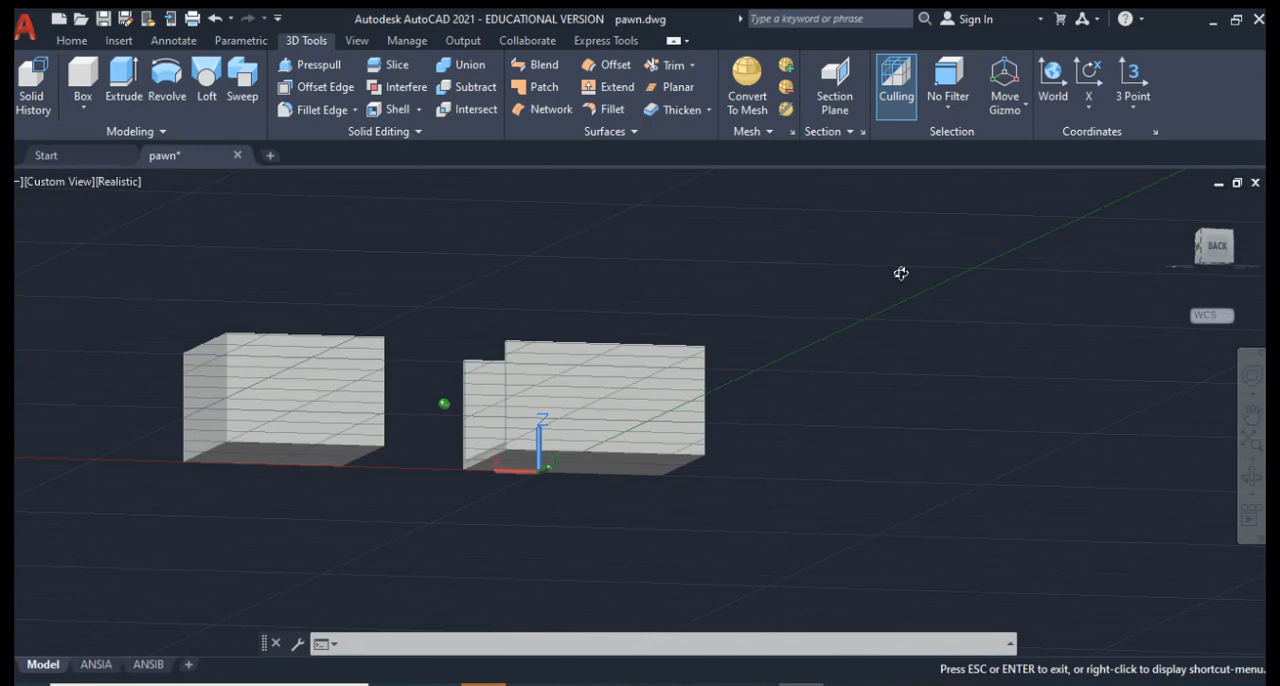 Autodesk AutoCAD 2021 - EDUCATIONAL VERSION pawn.dwg Type a keyword or phrase Sign In
Home Insert Annotate Parametric 3D Tools View Manage Output Collaborate Express Tools
Solid History
Box
Extrude
Revolve
Loft
Sweep
Modeling
Presspull
Offset Edge
Fillet Edge
Slice
Interfere
Shell
Union
Subtract
Intersect
Solid Editing
Blend
Patch
Network
Offset
Extend
Fillet
Trim
Planar
Thicken
Surfaces
Convert To Mesh
Mesh
Section Plane
Section
Culling
No Filter
Move Gizmo
Selection
World
X
3 Point
Coordinates
Start pawn*
–][Custom View][Realistic]
BACK
WCS
Z
Model ANSIA ANSIB
Press ESC or ENTER to exit, or right-click to display shortcut-menu.